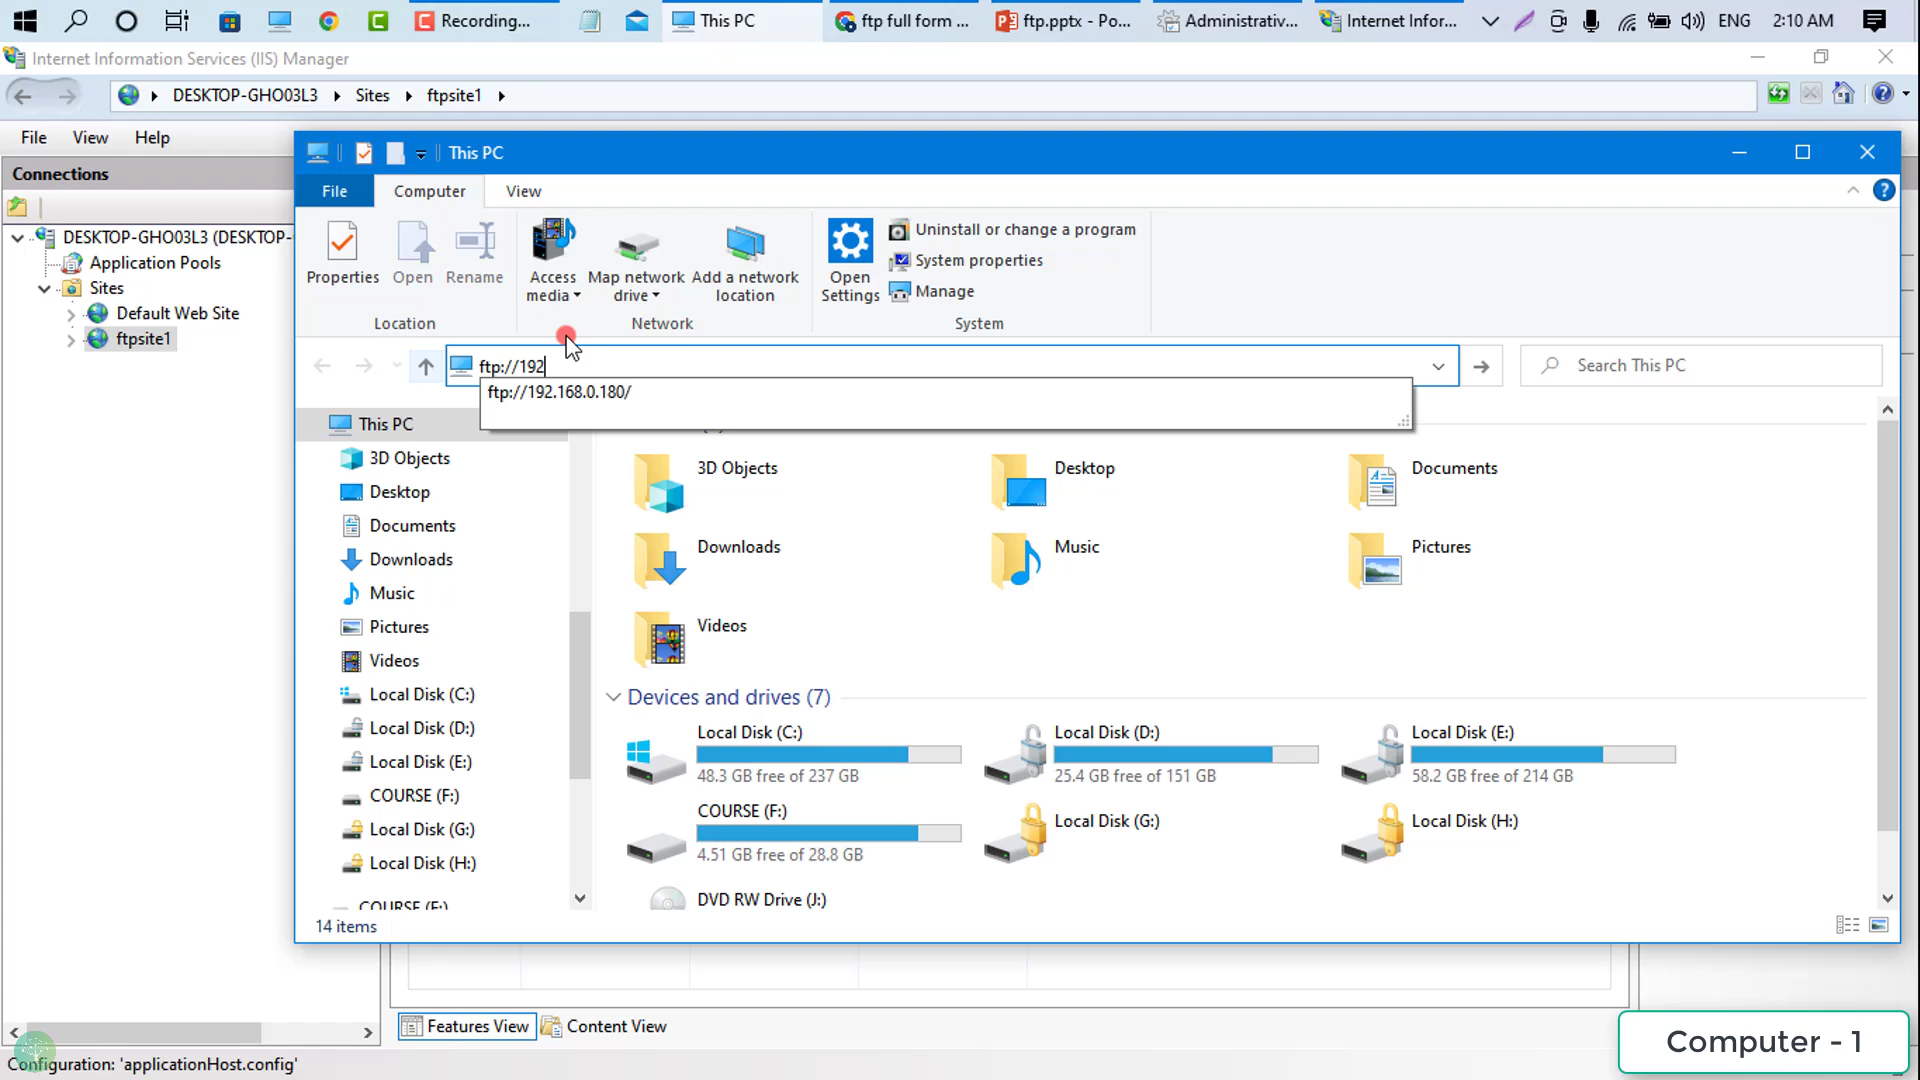 Recording...
This PC
ftp full form ...
ftp.pptx - Po...
Administrativ...
Internet Infor...
ENG
2:10 AM
Internet Information Services (IIS) Manager
DESKTOP-GHO03L3
Sites
ftpsite1
File
View
Help
This PC
Connections
File
Computer
View
DESKTOP-GHO03L3 (DESKTOP-
Application Pools
Sites
Default Web Site
ftpsite1
Properties
Open
Rename
Access media
Map network drive
Add a network location
Open Settings
Uninstall or change a program
System properties
Manage
Location
Network
System
ftp://192
Search This PC
ftp://192.168.0.180/
This PC
3D Objects
Desktop
Documents
Downloads
Music
Pictures
Videos
Local Disk (C:)
Local Disk (D:)
Local Disk (E:)
COURSE (F:)
Local Disk (G:)
Local Disk (H:)
COURSE (F:)
3D Objects
Desktop
Documents
Downloads
Music
Pictures
Videos
Devices and drives (7)
Local Disk (C:)
48.3 GB free of 237 GB
Local Disk (D:)
25.4 GB free of 151 GB
Local Disk (E:)
58.2 GB free of 214 GB
COURSE (F:)
4.51 GB free of 28.8 GB
Local Disk (G:)
Local Disk (H:)
DVD RW Drive (J:)
14 items
Features View
Content View
Computer - 1
Configuration: 'applicationHost.config'